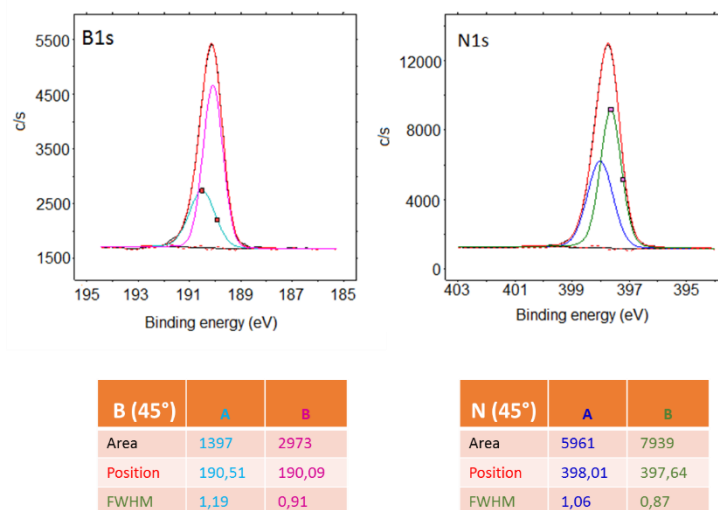 B1s
N1s
5500
4500
3500
2500
1500
c/s
195 193 191 189 187 185
Binding energy (eV)
12000
8000
4000
0
c/s
403 401 399 397 395
Binding energy (eV)
B (45°) A B
Area 1397 2973
Position 190,51 190,09
FWHM 1,19 0,91
N (45°) A B
Area 5961 7939
Position 398,01 397,64
FWHM 1,06 0,87